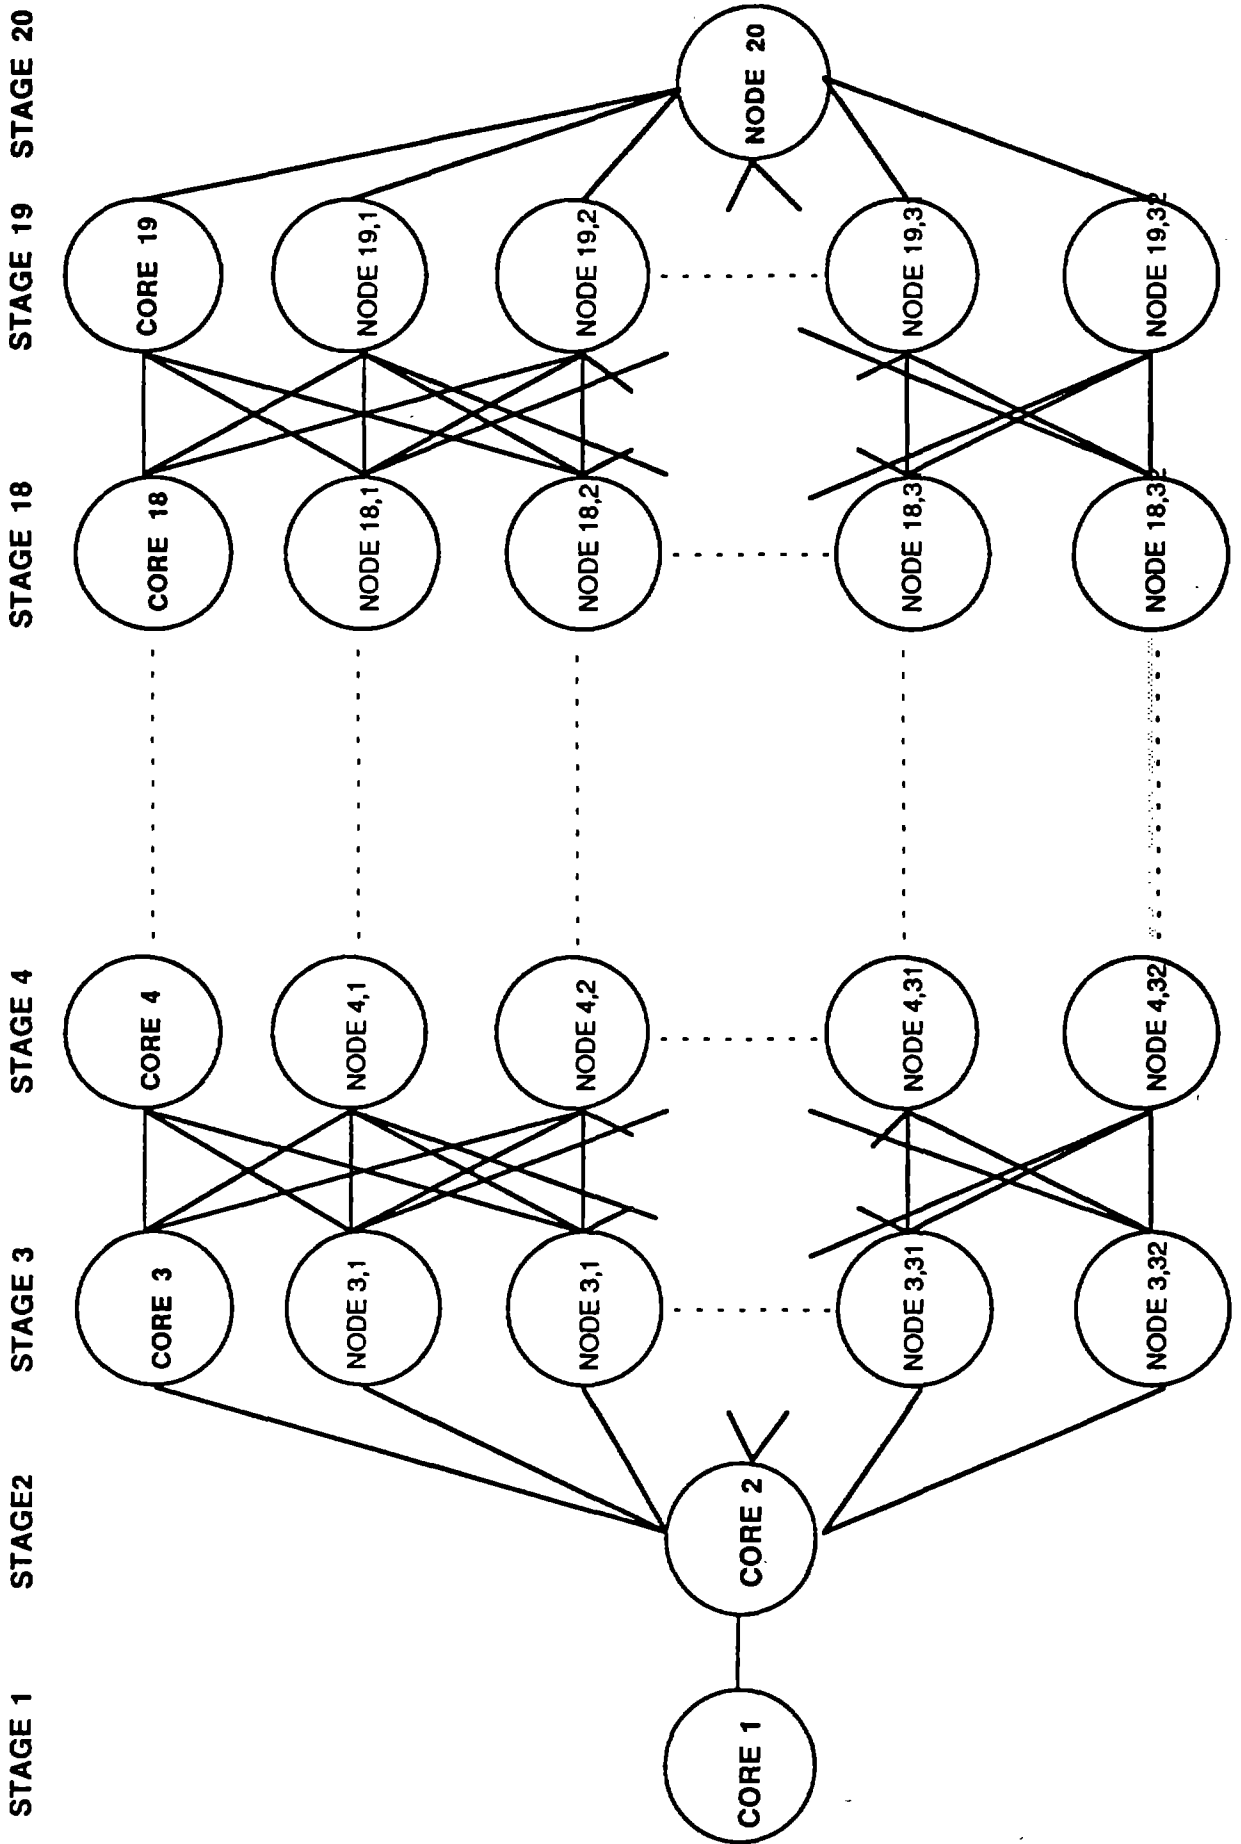 STAGE 1
STAGE2
STAGE 3
STAGE 4
STAGE 18
STAGE 19
STAGE 20
CORE 1
CORE 2
CORE 3
NODE 3,1
NODE 3,1
NODE 3,31
NODE 3,32
CORE 4
NODE 4,1
NODE 4,2
NODE 4,31
NODE 4,32
CORE 18
NODE 18,1
NODE 18,2
NODE 18,3
NODE 18,32
CORE 19
NODE 19,1
NODE 19,2
NODE 19,3
NODE 19,32
NODE 20